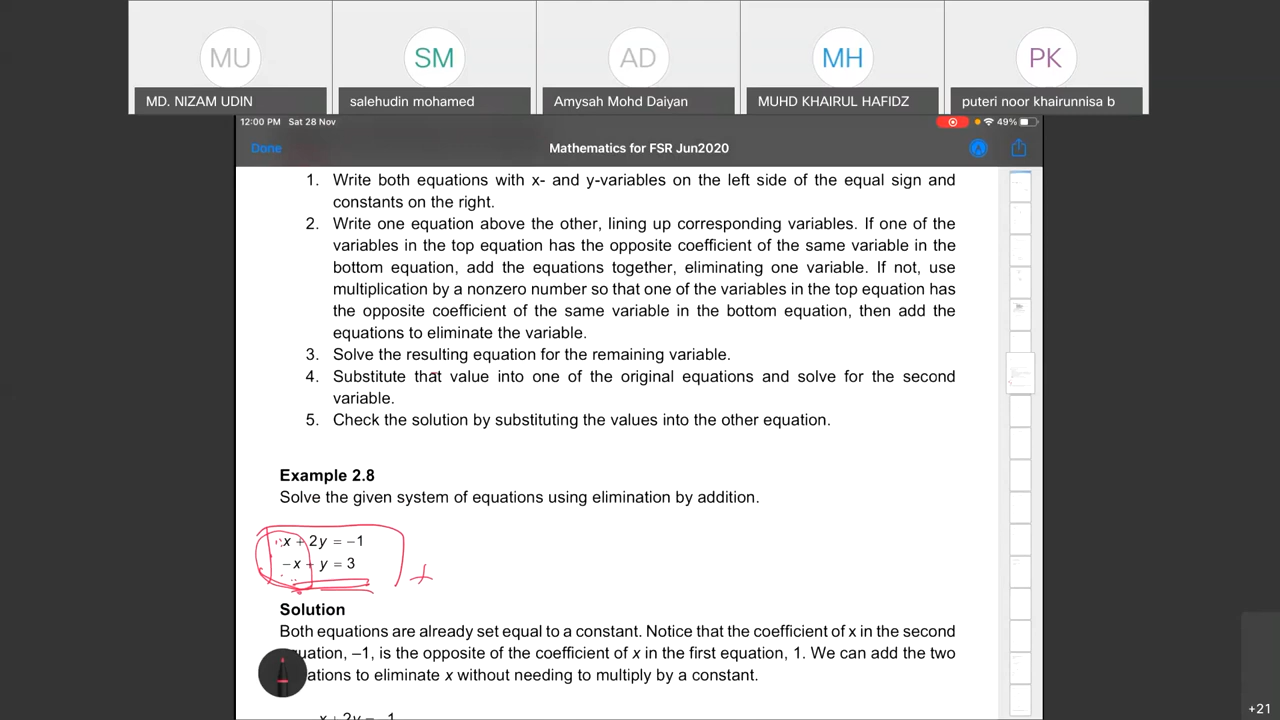 MU
SM
AD
MH
PK
MD. NIZAM UDIN
salehudin mohamed
Amysah Mohd Daiyan
MUHD KHAIRUL HAFIDZ
puteri noor khairunnisa b
12:00 PM Sat 28 Nov
49%
Done
Mathematics for FSR Jun2020
1. Write both equations with x- and y-variables on the left side of the equal sign and
constants on the right.
2. Write one equation above the other, lining up corresponding variables. If one of the
variables in the top equation has the opposite coefficient of the same variable in the
bottom equation, add the equations together, eliminating one variable. If not, use
multiplication by a nonzero number so that one of the variables in the top equation has
the opposite coefficient of the same variable in the bottom equation, then add the
equations to eliminate the variable.
3. Solve the resulting equation for the remaining variable.
4. Substitute that value into one of the original equations and solve for the second
variable.
5. Check the solution by substituting the values into the other equation.
Example 2.8
Solve the given system of equations using elimination by addition.
x + 2y = −1
−x + y = 3
+
Solution
Both equations are already set equal to a constant. Notice that the coefficient of x in the second
, –1, is the opposite of the coefficient of x in the first equation, 1. We can add the two
to eliminate x without needing to multiply by a constant.
+21